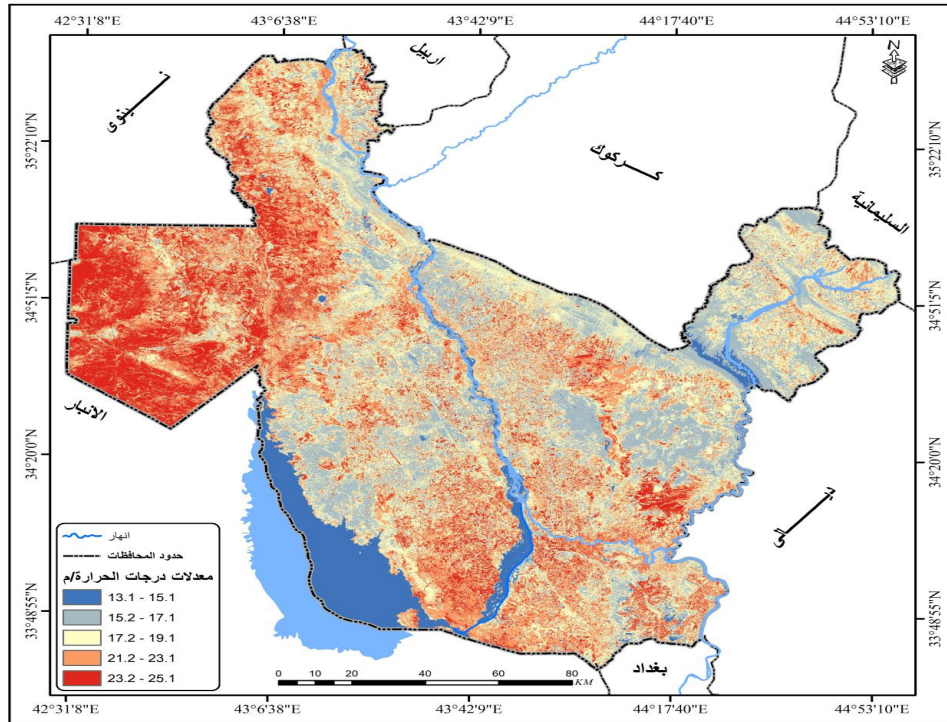 42°31'8"E 43°6'38"E 43°42'9"E 44°17'40"E 44°53'10"E
N
اربيل
نينوى
35°22'10"N
35°22'10"N
كـــركوك
السليمانية
34°51'5"N
34°51'5"N
الانبار
34°20'0"N
34°20'0"N
انهار
حدود المحافظات
معدلات درجات الحرارة/م
13.1 - 15.1
15.2 - 17.1
17.2 - 19.1
21.2 - 23.1
23.2 - 25.1
33°48'55"N
33°48'55"N
بغداد
0 5 10 20 40 60 80
KM
42°31'8"E 43°6'38"E 43°42'9"E 44°17'40"E 44°53'10"E